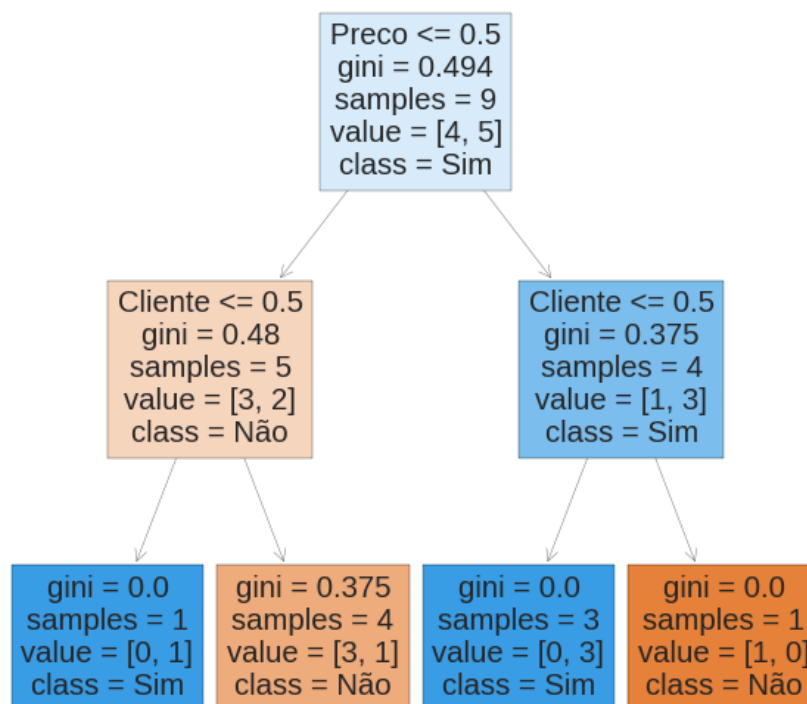 Preco <= 0.5
gini = 0.494
samples = 9
value = [4, 5]
class = Sim
Cliente <= 0.5
gini = 0.48
samples = 5
value = [3, 2]
class = Não
Cliente <= 0.5
gini = 0.375
samples = 4
value = [1, 3]
class = Sim
gini = 0.0
samples = 1
value = [0, 1]
class = Sim
gini = 0.375
samples = 4
value = [3, 1]
class = Não
gini = 0.0
samples = 3
value = [0, 3]
class = Sim
gini = 0.0
samples = 1
value = [1, 0]
class = Não